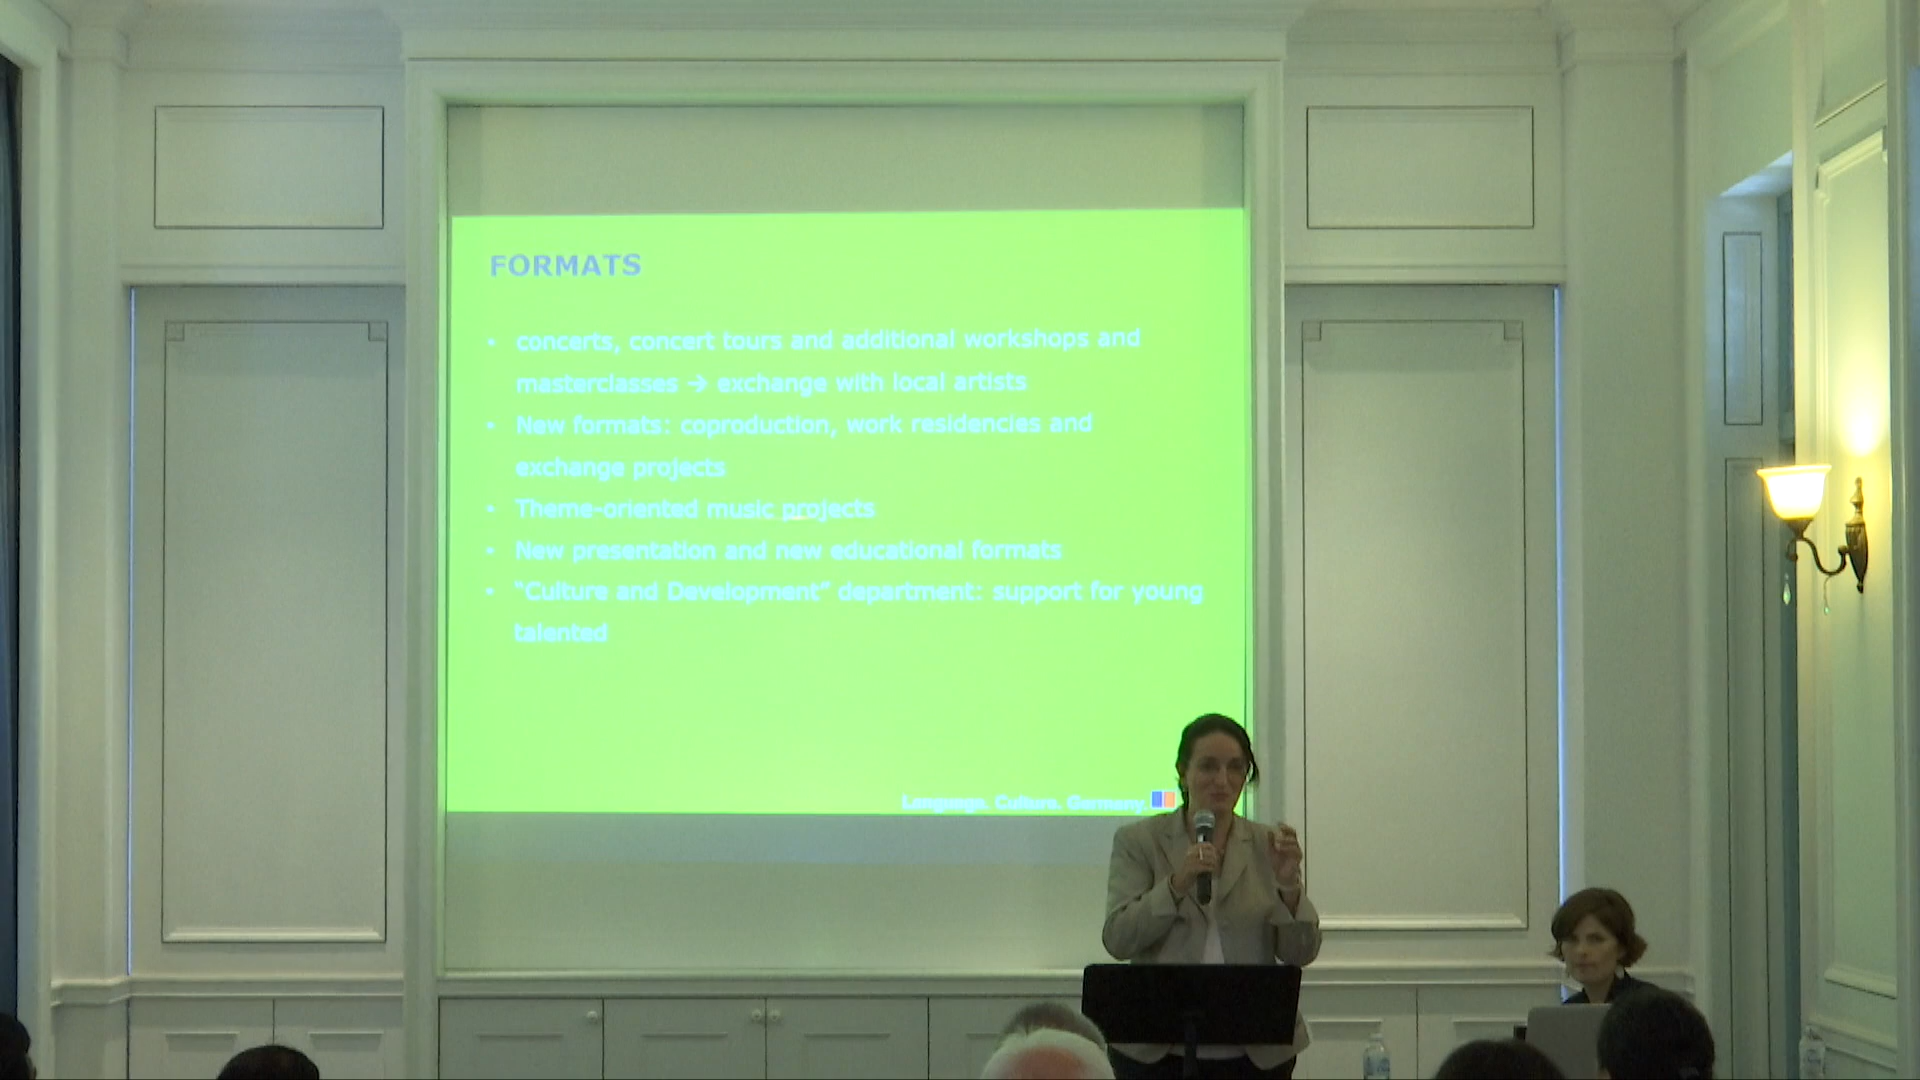 FORMATS
• concerts, concert tours and additional workshops and
masterclasses → exchange with local artists
• New formats: coproduction, work residencies and
exchange projects
• Theme-oriented music projects
• New presentation and new educational formats
• "Culture and Development" department: support for young
talented
Language. Culture. Germany